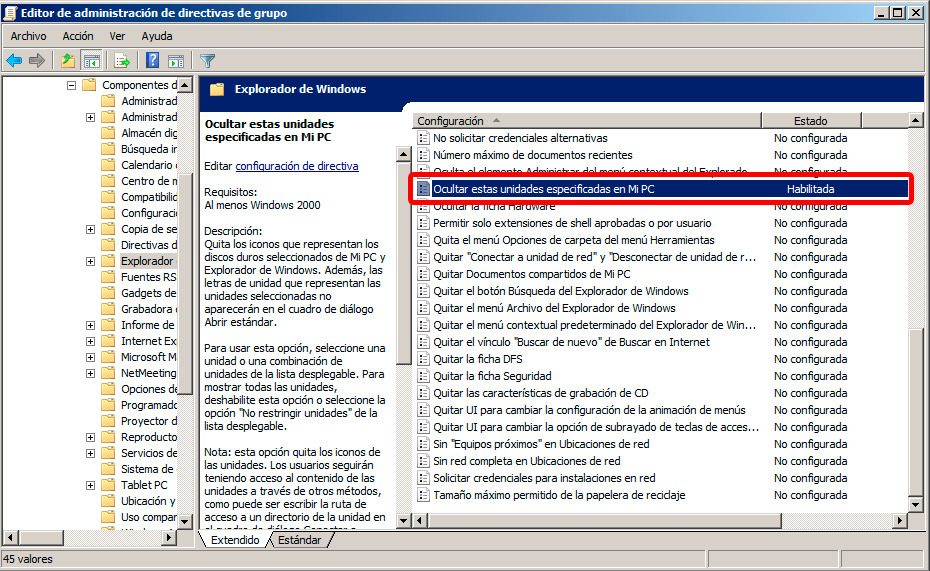 Editor de administración de directivas de grupo
Archivo Acción Ver Ayuda
Componentes d
Administrad
Administrad
Almacén dig
Búsqueda in
Calendario
Centro de m
Compatibilid
Configuració
Copia de se
Directivas d
Explorador
Fuentes RS
Gadgets de
Grabadora
Informe de
Internet Exp
Microsoft M
NetMeeting
Opciones de
Programado
Proyector d
Reproducto
Servicios de
Sistema de
Tablet PC
Ubicación y
Uso compar
Explorador de Windows
Ocultar estas unidades
especificadas en Mi PC
Editar configuración de directiva
Requisitos:
Al menos Windows 2000
Descripción:
Quita los iconos que representan los
discos duros seleccionados de Mi PC y
Explorador de Windows. Además, las
letras de unidad que representan las
unidades seleccionadas no
aparecerán en el cuadro de diálogo
Abrir estándar.
Para usar esta opción, seleccione una
unidad o una combinación de
unidades de la lista desplegable. Para
mostrar todas las unidades,
deshabilite esta opción o seleccione la
opción "No restringir unidades" de la
lista desplegable.
Nota: esta opción quita los iconos de
las unidades. Los usuarios seguirán
teniendo acceso al contenido de las
unidades a través de otros métodos,
como puede ser escribir la ruta de
acceso a un directorio de la unidad en
el cuadro de diálogo Conectar a
Configuración Estado
No solicitar credenciales alternativas No configurada
Número máximo de documentos recientes No configurada
Oculta el elemento Administrar del menú contextual del Explorado... No configurada
Ocultar estas unidades especificadas en Mi PC Habilitada
Ocultar la ficha Hardware No configurada
Permitir solo extensiones de shell aprobadas o por usuario No configurada
Quita el menú Opciones de carpeta del menú Herramientas No configurada
Quitar "Conectar a unidad de red" y "Desconectar de unidad de r... No configurada
Quitar Documentos compartidos de Mi PC No configurada
Quitar el botón Búsqueda del Explorador de Windows No configurada
Quitar el menú Archivo del Explorador de Windows No configurada
Quitar el menú contextual predeterminado del Explorador de Win... No configurada
Quitar el vínculo "Buscar de nuevo" de Buscar en Internet No configurada
Quitar la ficha DFS No configurada
Quitar la ficha Seguridad No configurada
Quitar las características de grabación de CD No configurada
Quitar UI para cambiar la configuración de la animación de menús No configurada
Quitar UI para cambiar la opción de subrayado de teclas de acces... No configurada
Sin "Equipos próximos" en Ubicaciones de red No configurada
Sin red completa en Ubicaciones de red No configurada
Solicitar credenciales para instalaciones en red No configurada
Tamaño máximo permitido de la papelera de reciclaje No configurada
Extendido Estándar
45 valores